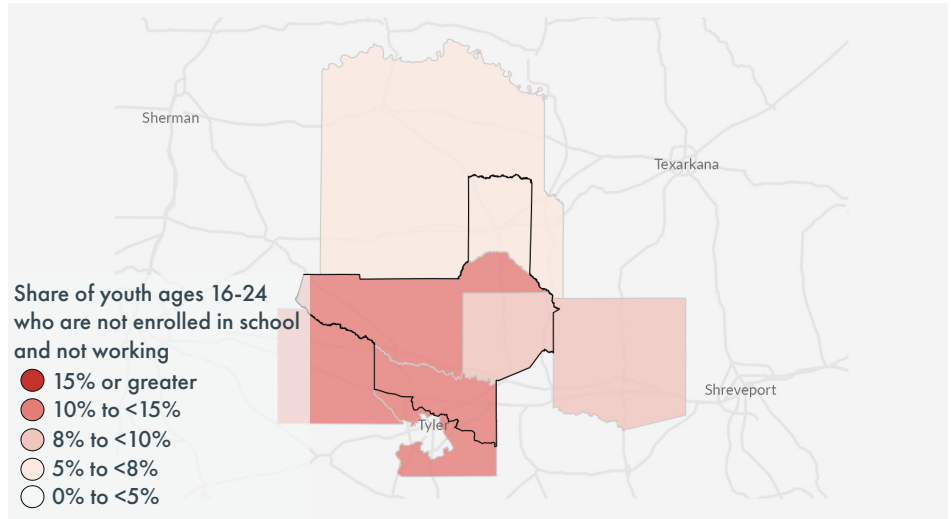 Sherman
Texarkana
Share of youth ages 16-24
who are not enrolled in school
and not working
15% or greater
10% to <15%
8% to <10%
5% to <8%
0% to <5%
Shreveport
Tyler